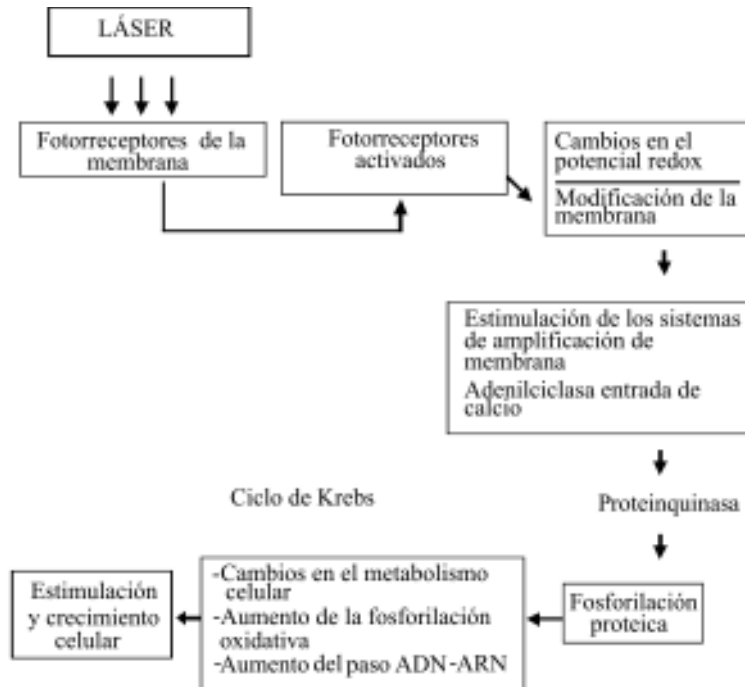 LÁSER
Fotorreceptores de la
membrana
Fotorreceptores
activados
Cambios en el
potencial redox
Modificación de la
membrana
Estimulación de los sistemas
de amplificación de
membrana
Adenilciclasa entrada de
calcio
Proteinquinasa
Fosforilación
proteica
Ciclo de Krebs
-Cambios en el metabolismo
celular
-Aumento de la fosforilación
oxidativa
-Aumento del paso ADN-ARN
Estimulación
y crecimiento
celular